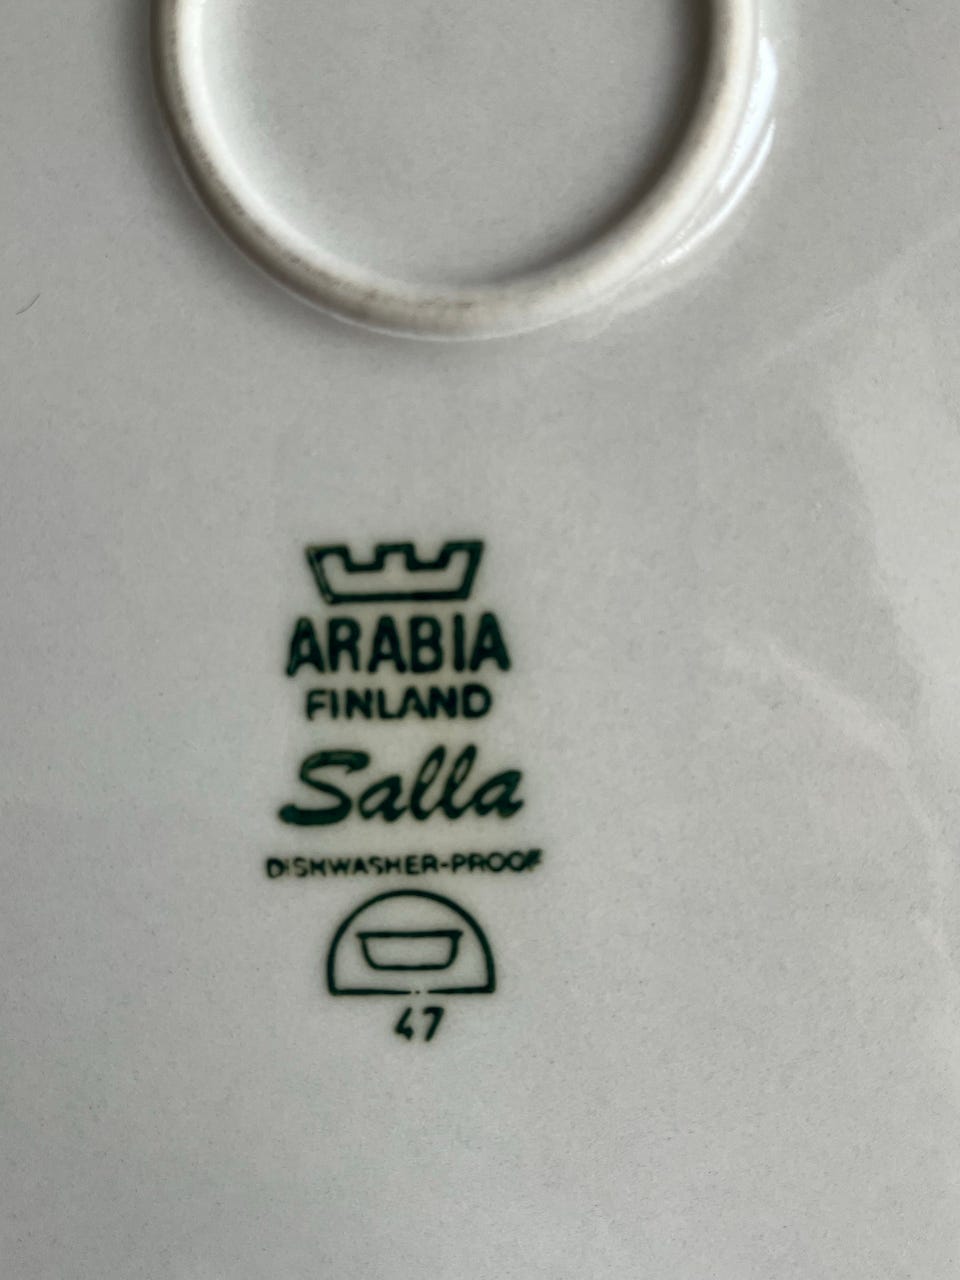 ARABIA
FINLAND
Salla
DISHWASHER-PROOF
47